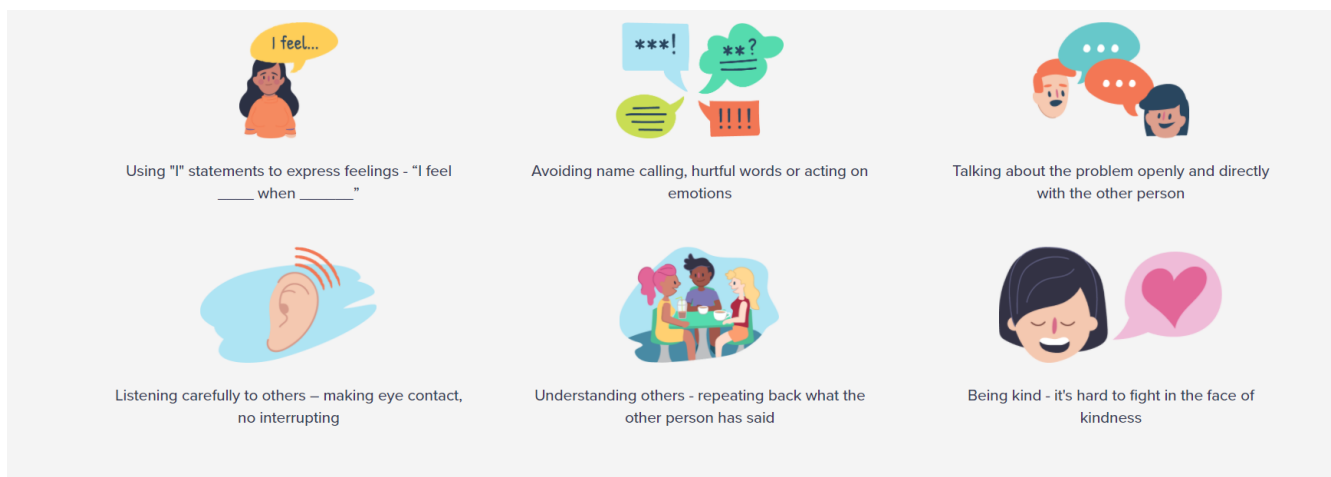 I feel...
***!
**?
!!!!
Using "I" statements to express feelings - “I feel
____ when ______”
Avoiding name calling, hurtful words or acting on
emotions
Talking about the problem openly and directly
with the other person
Listening carefully to others – making eye contact,
no interrupting
Understanding others - repeating back what the
other person has said
Being kind - it's hard to fight in the face of
kindness